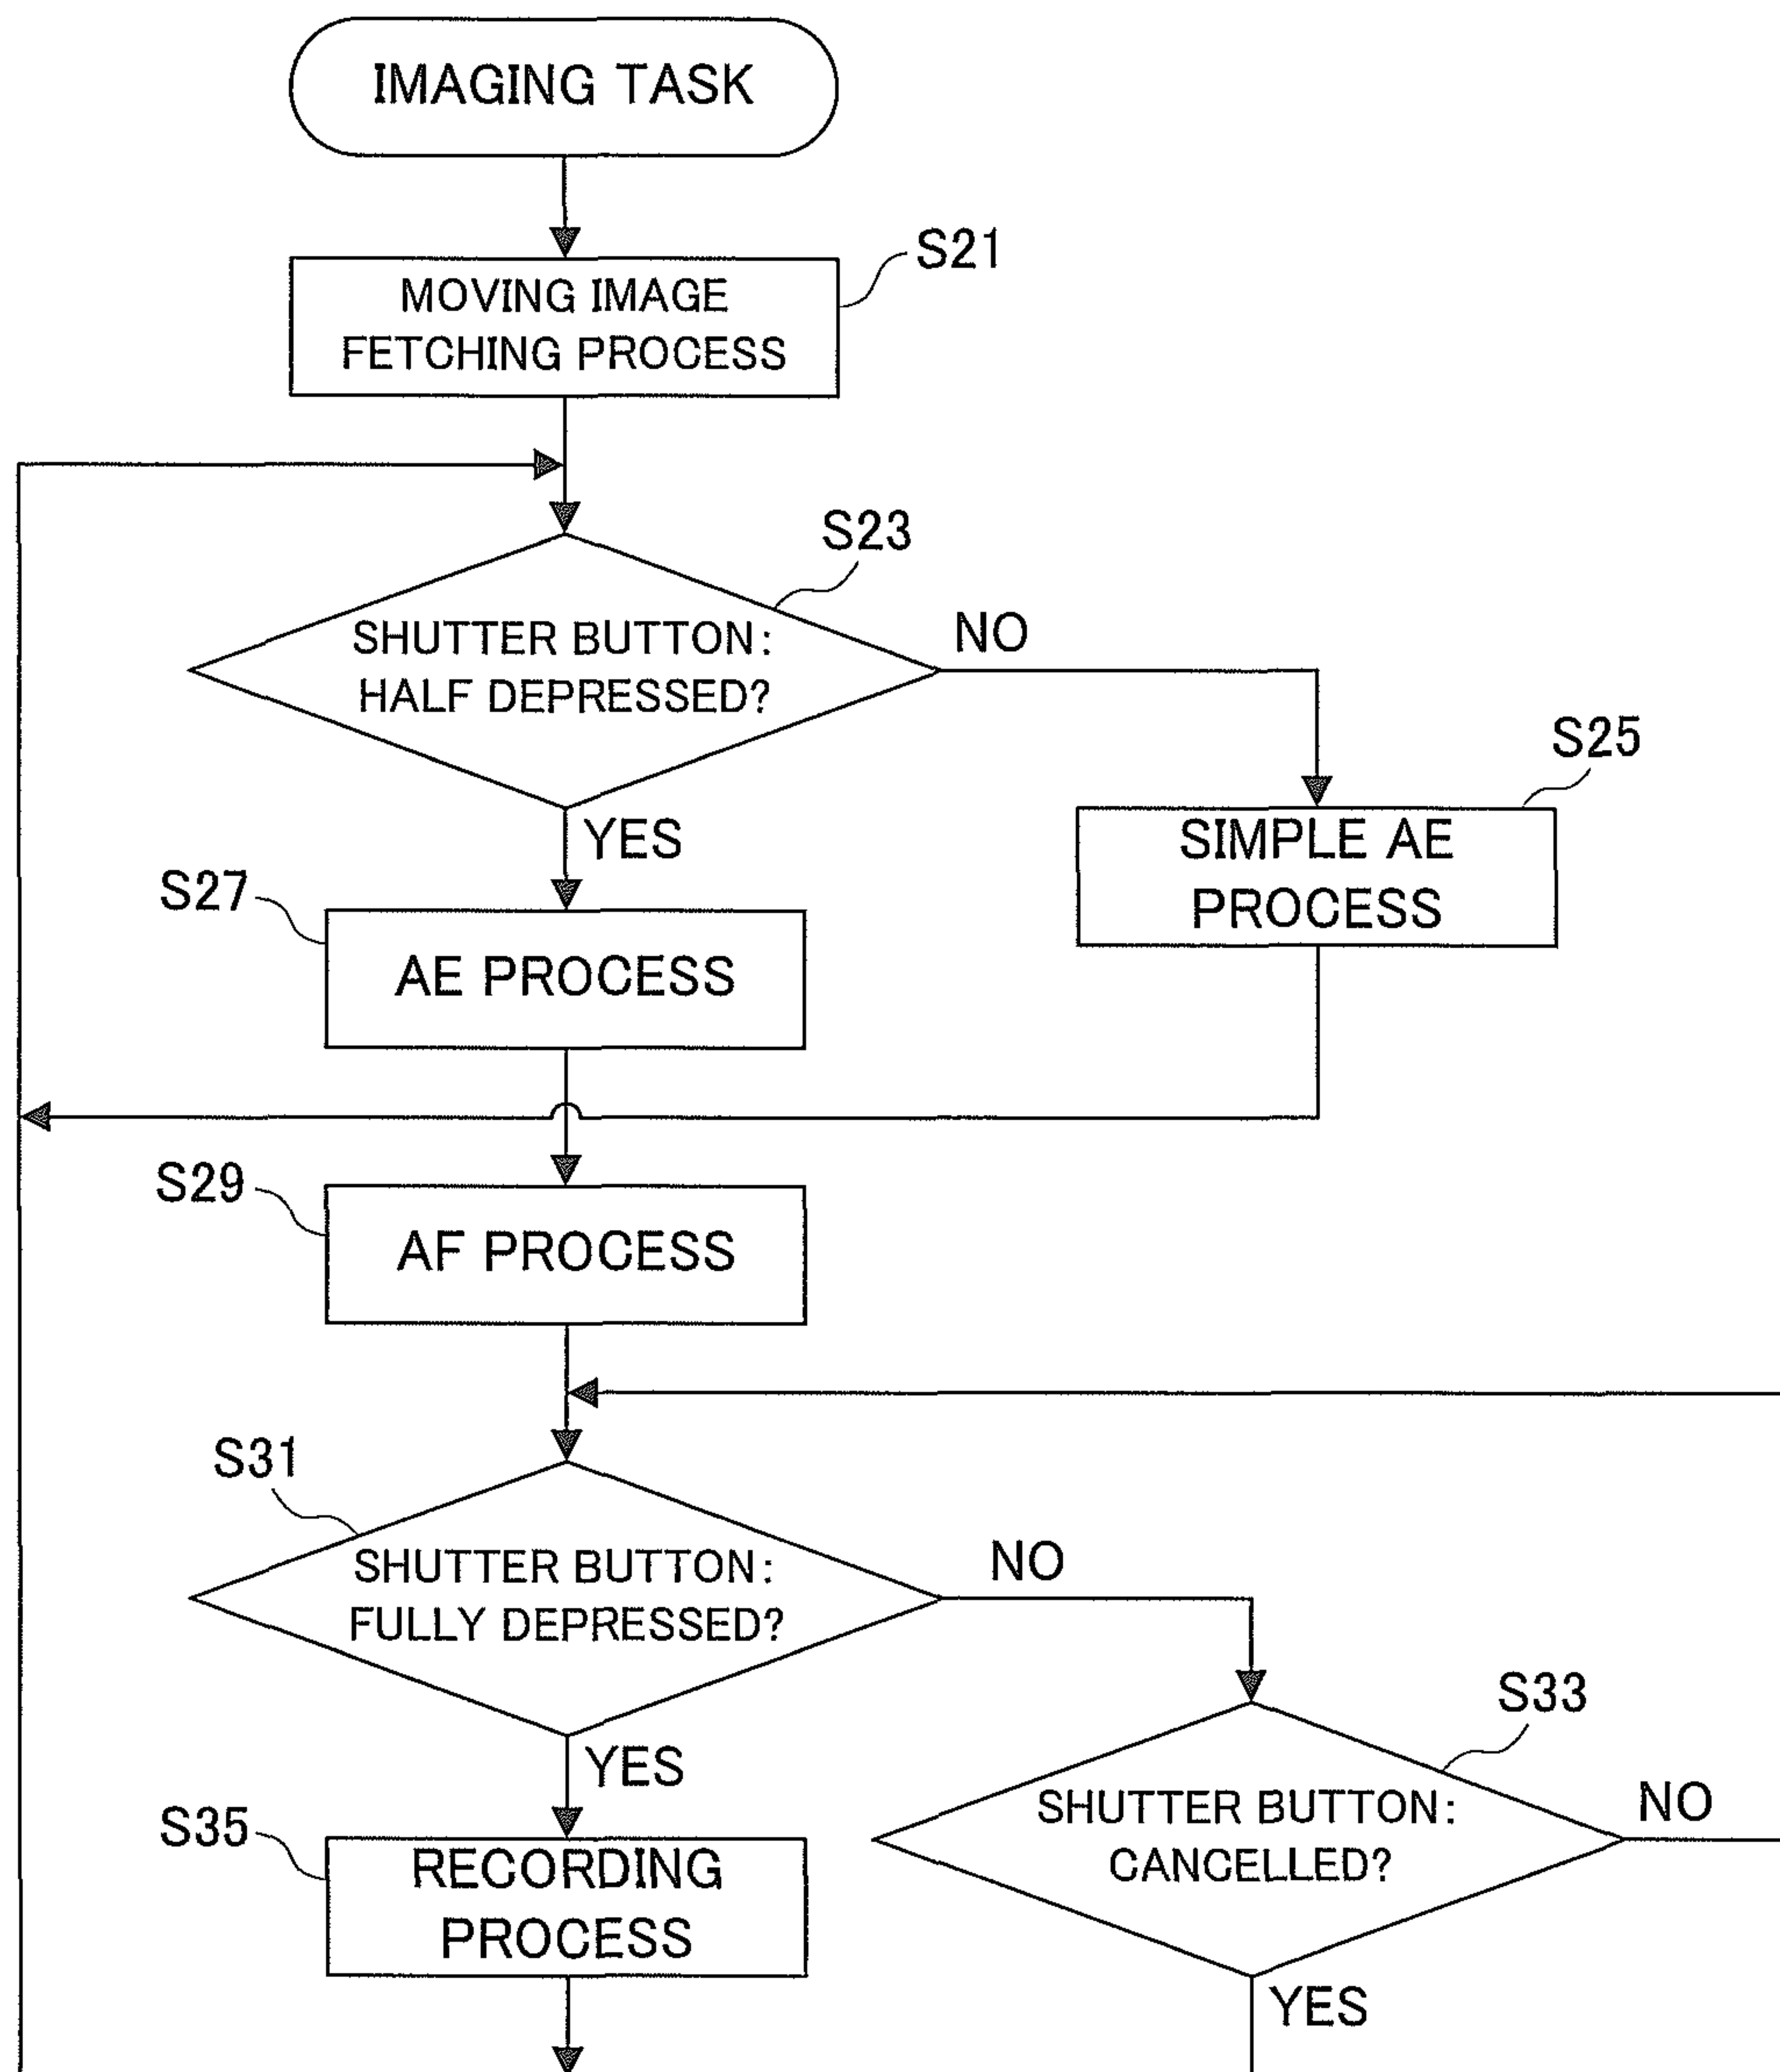 IMAGING TASK
S21
MOVING IMAGE
FETCHING PROCESS
S23
SHUTTER BUTTON:
HALF DEPRESSED?
NO
YES
S25
SIMPLE AE
PROCESS
S27
AE PROCESS
S29
AF PROCESS
S31
SHUTTER BUTTON:
FULLY DEPRESSED?
NO
YES
S33
SHUTTER BUTTON:
CANCELLED?
NO
YES
S35
RECORDING
PROCESS